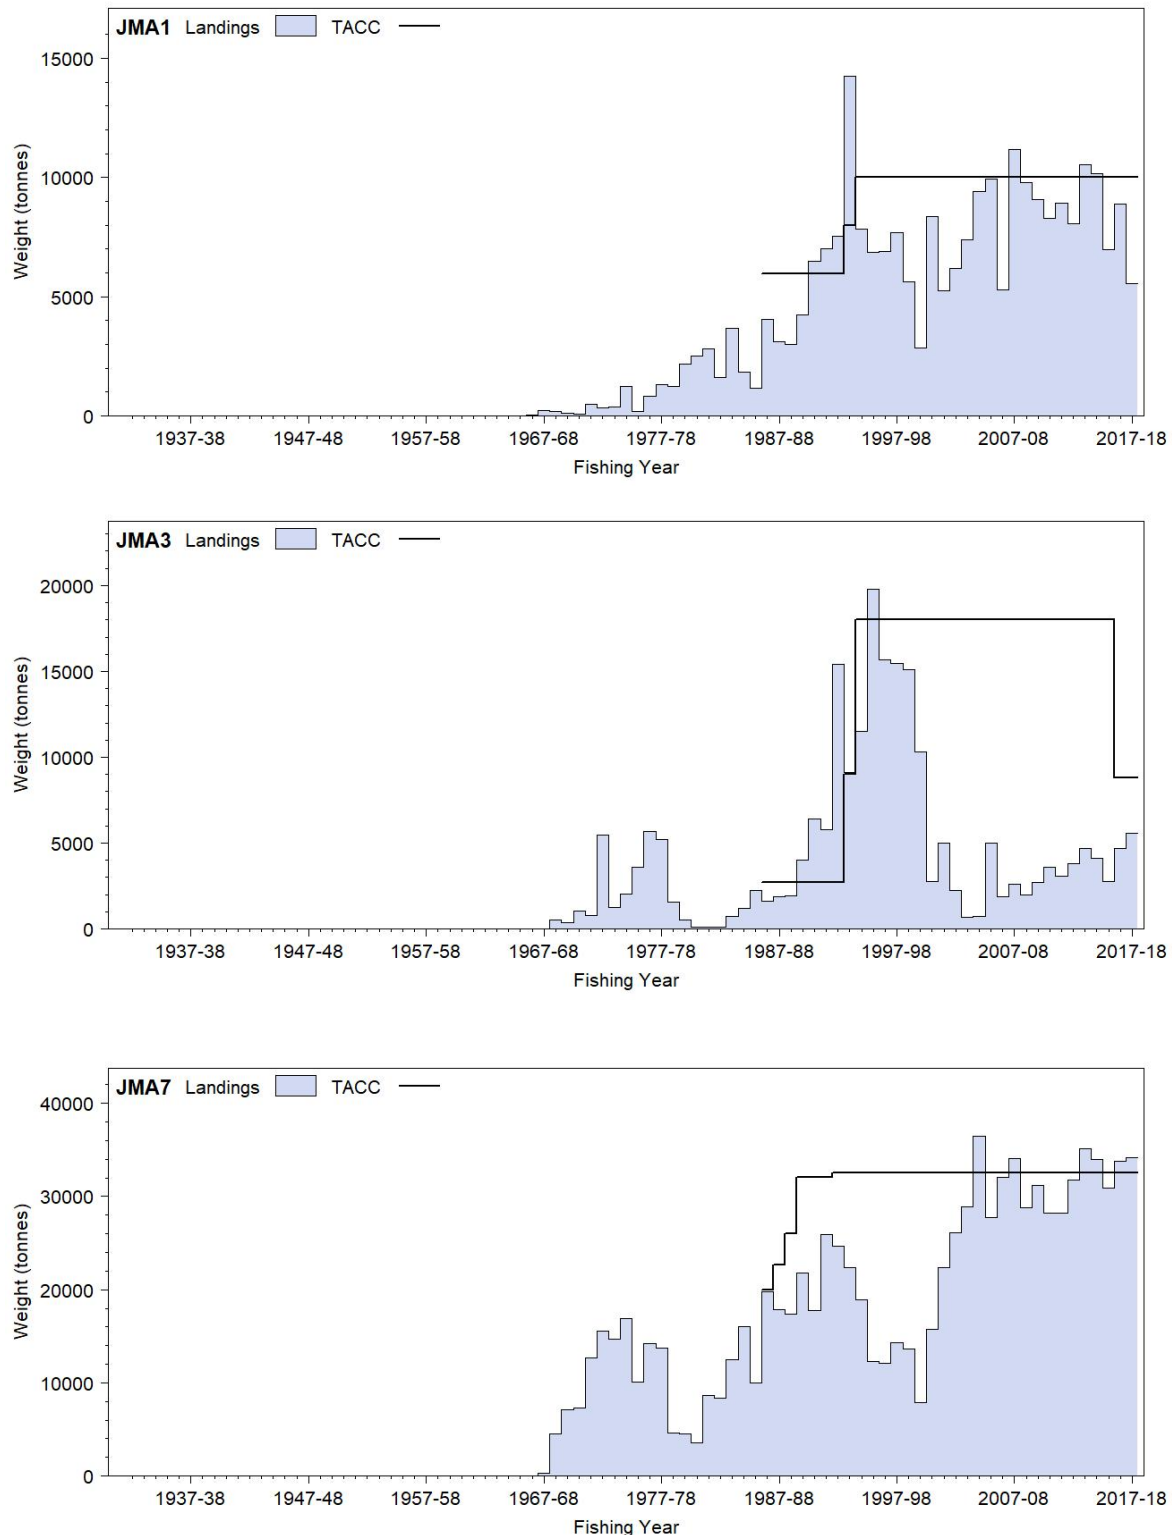 JMA1 Landings TACC
15000
10000
5000
0
Weight (tonnes)
1937-38 1947-48 1957-58 1967-68 1977-78 1987-88 1997-98 2007-08 2017-18
Fishing Year
JMA3 Landings TACC
20000
15000
10000
5000
0
Weight (tonnes)
1937-38 1947-48 1957-58 1967-68 1977-78 1987-88 1997-98 2007-08 2017-18
Fishing Year
JMA7 Landings TACC
40000
30000
20000
10000
0
Weight (tonnes)
1937-38 1947-48 1957-58 1967-68 1977-78 1987-88 1997-98 2007-08 2017-18
Fishing Year